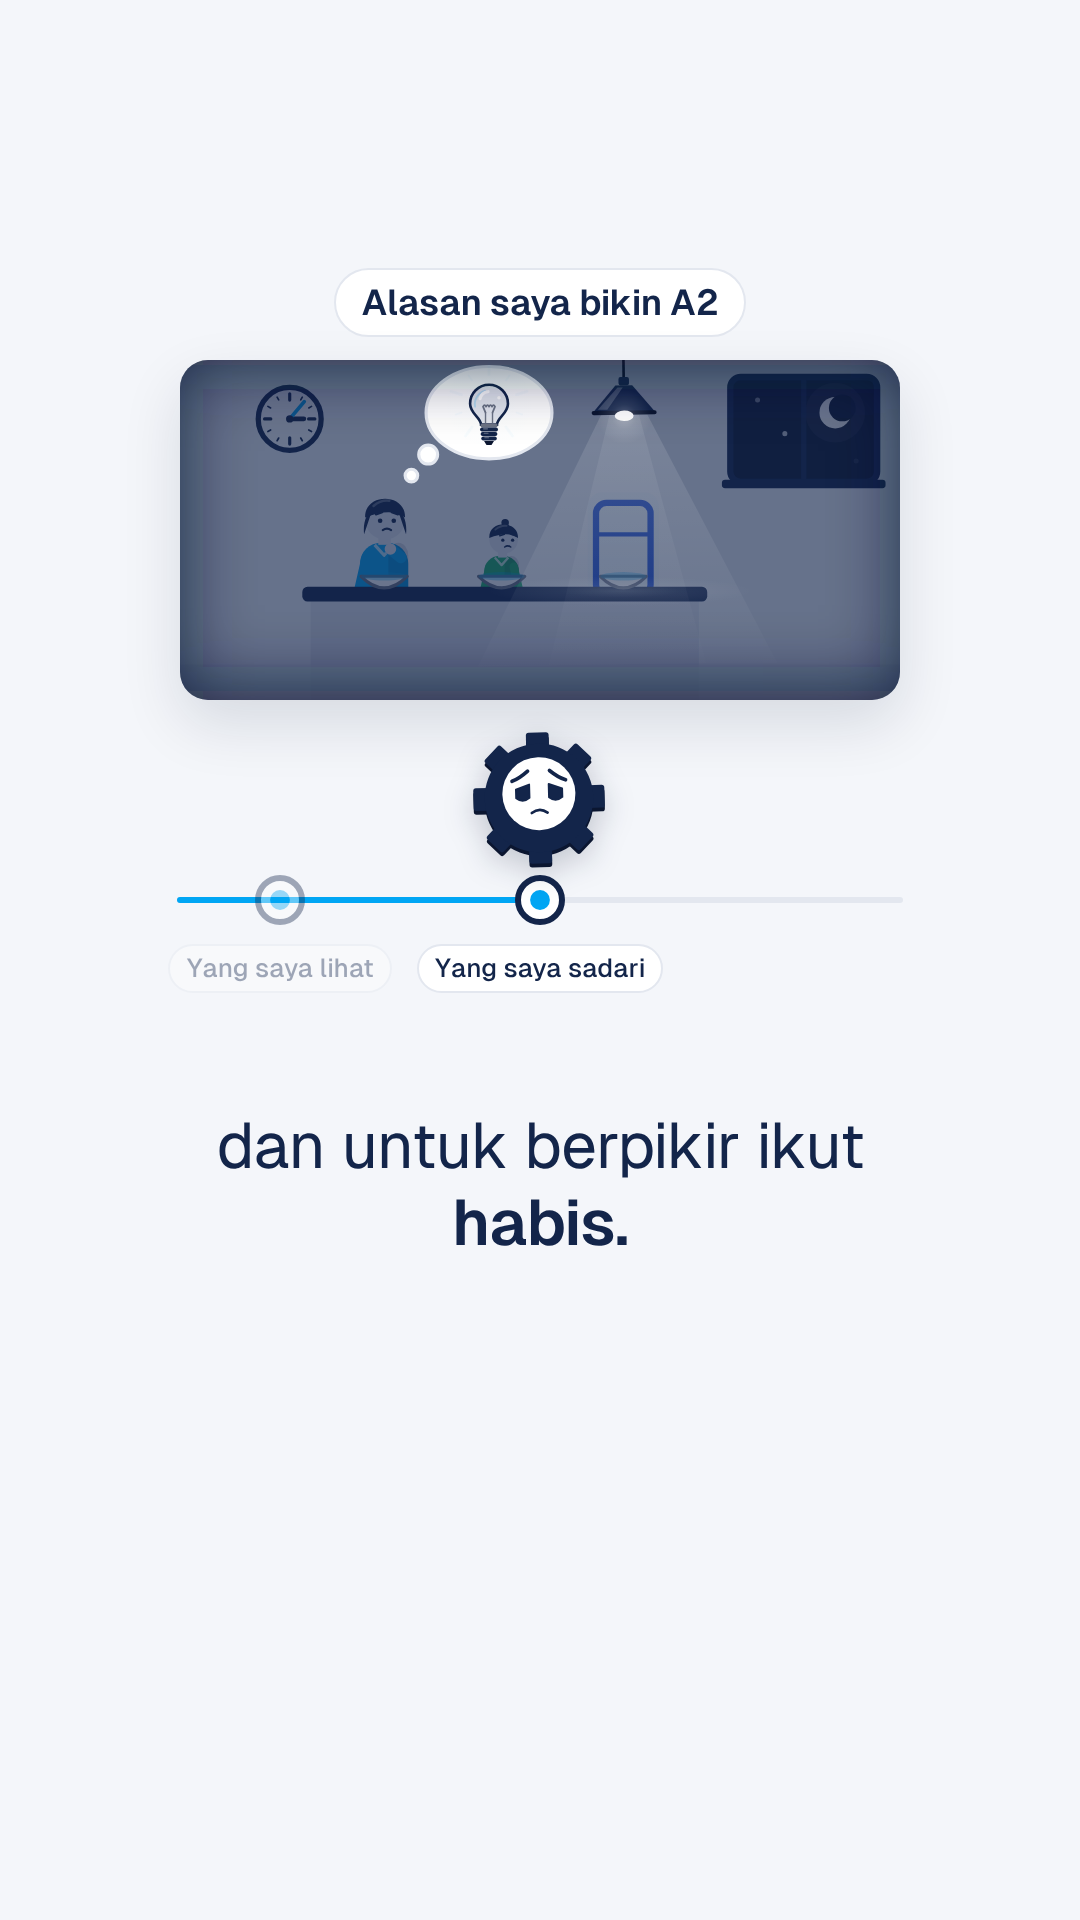 Alasan saya bikin A2
Yang saya lihat
Yang saya sadari
dan untuk berpikir ikut
habis.